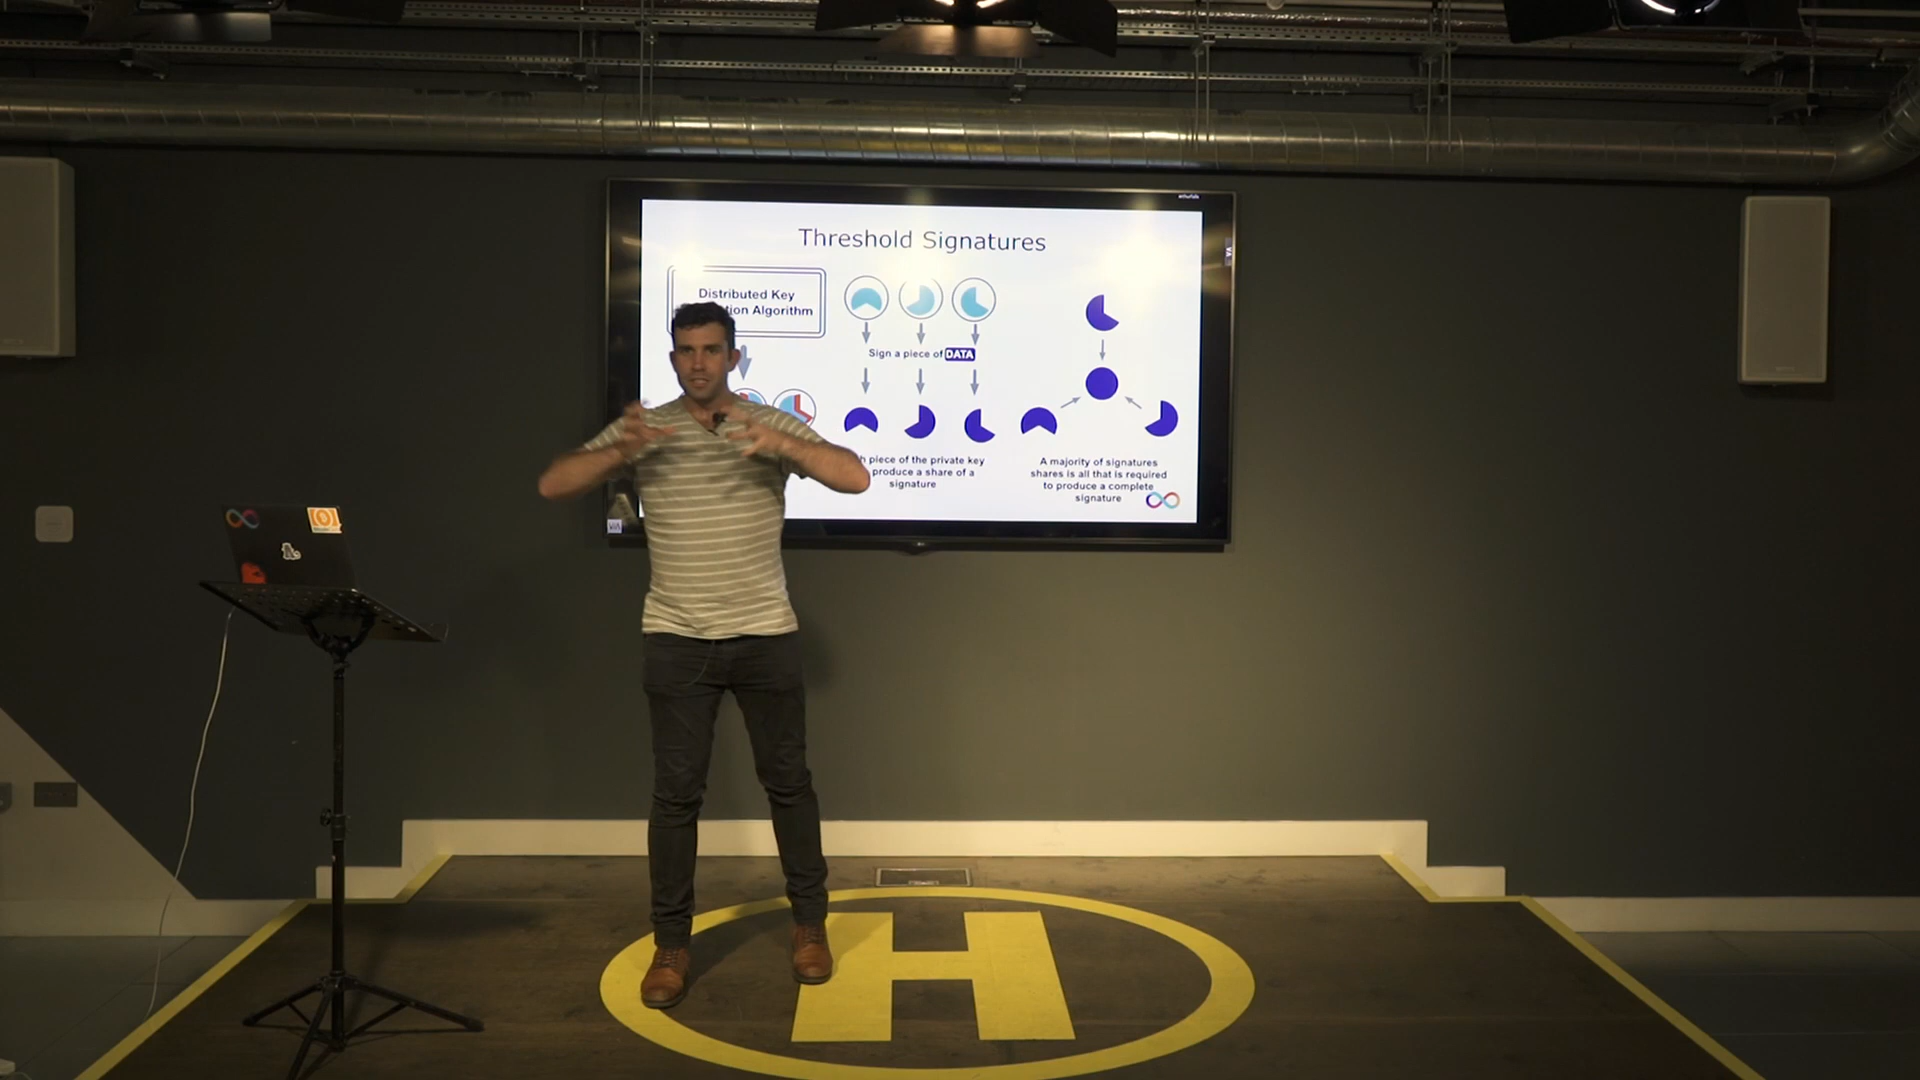 Threshold Signatures
Distributed Key
tion Algorithm
Sign a piece of DATA
h piece of the private key
produce a share of a
signature
A majority of signatures
shares is all that is required
to produce a complete
signature
H